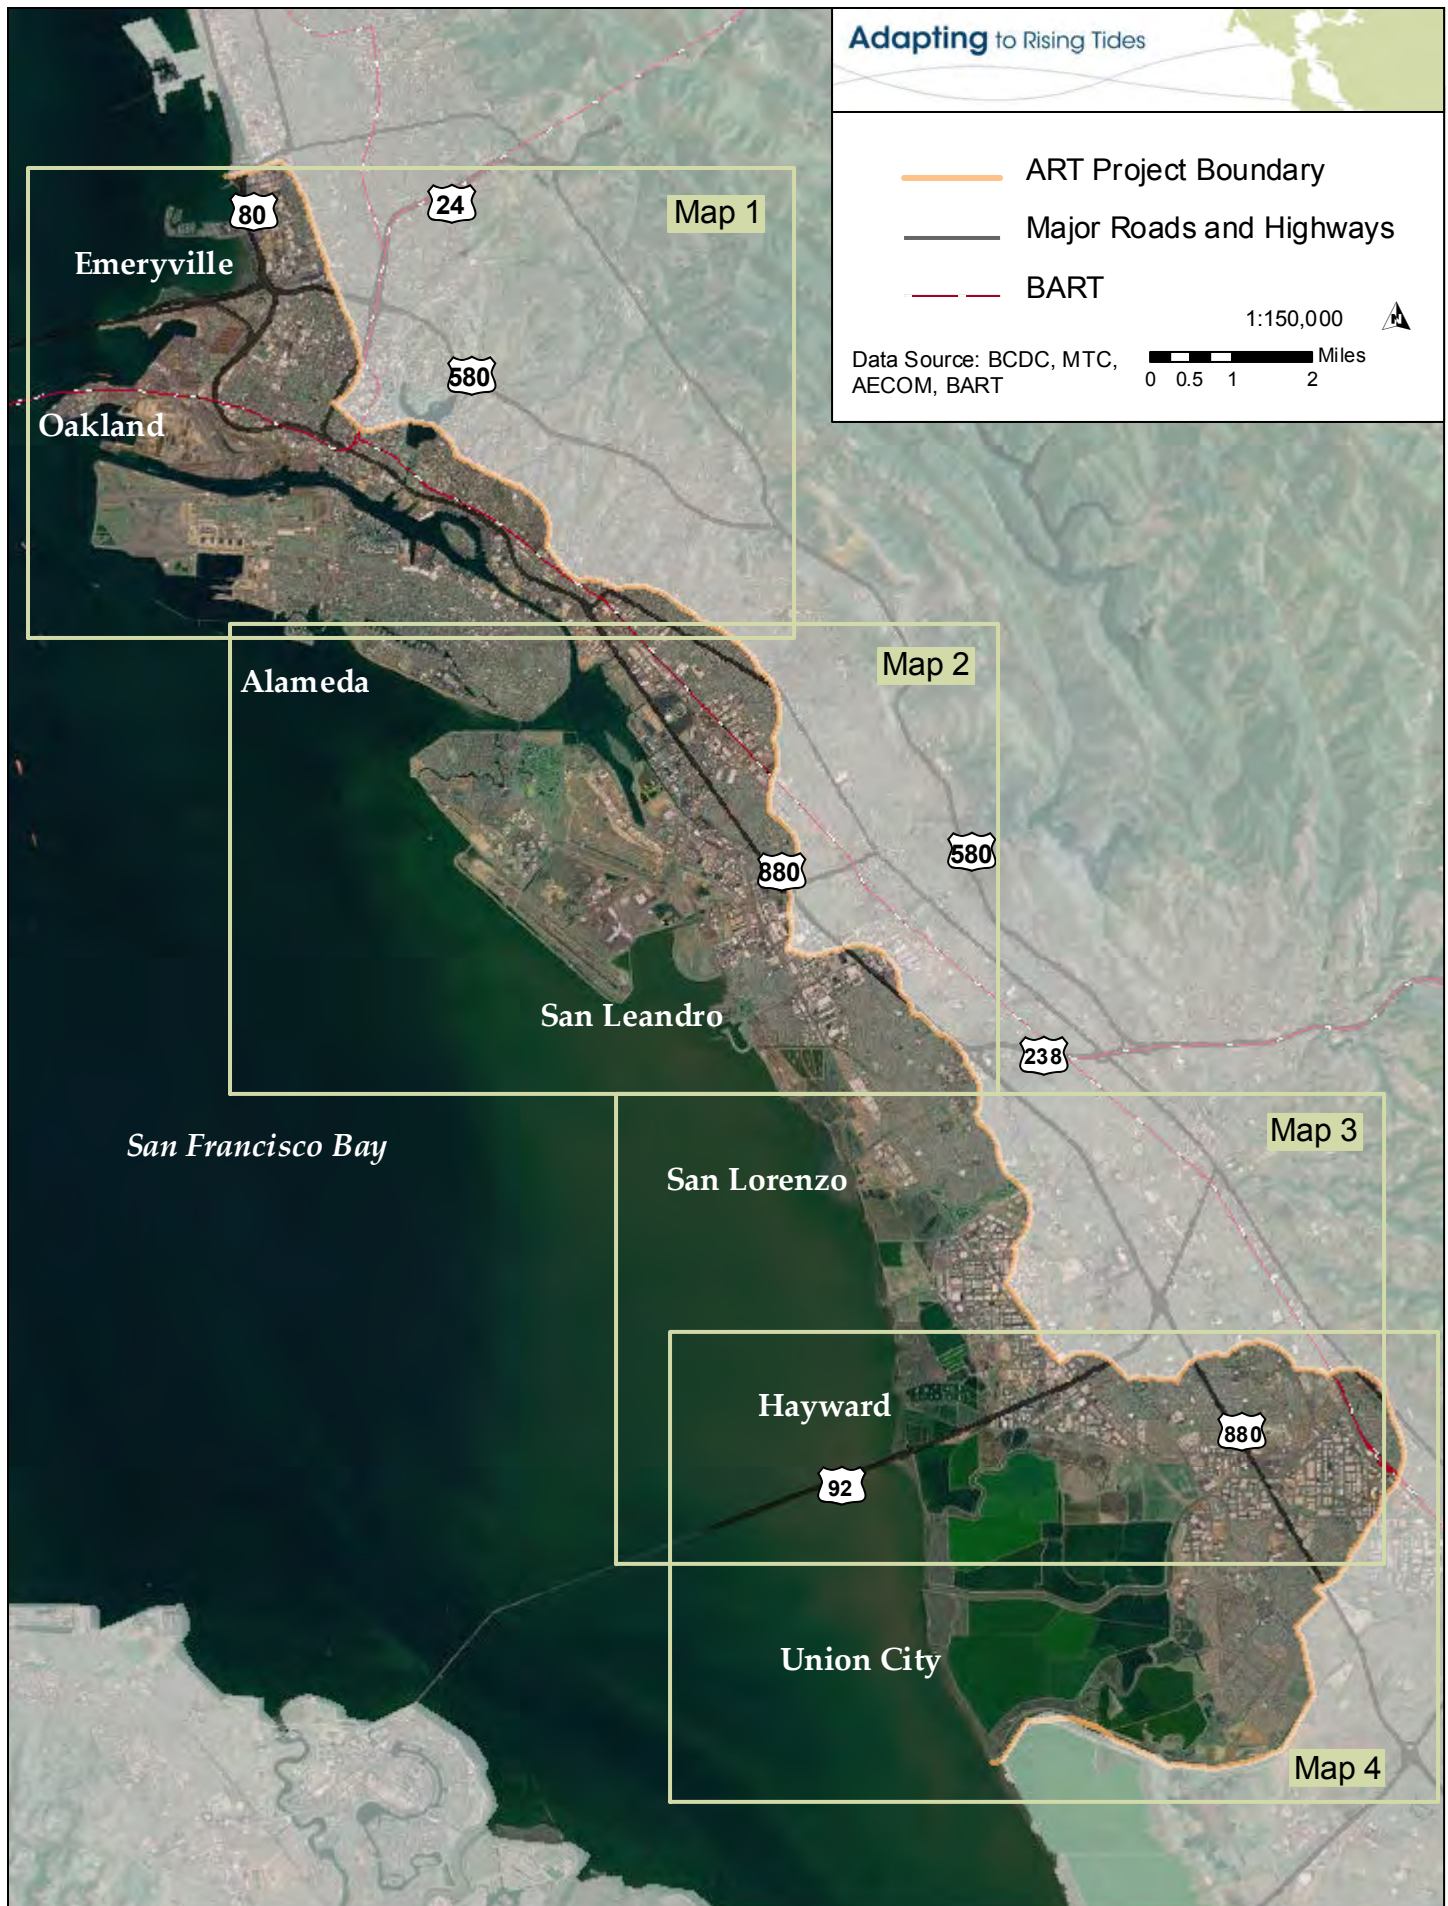 Adapting to Rising Tides
ART Project Boundary
Major Roads and Highways
BART
1:150,000
N
Data Source: BCDC, MTC,
AECOM, BART
Miles
0 0.5 1 2
Map 1
80
24
Emeryville
580
Oakland
Map 2
Alameda
580
880
San Leandro
238
Map 3
San Francisco Bay
San Lorenzo
Hayward
880
92
Union City
Map 4